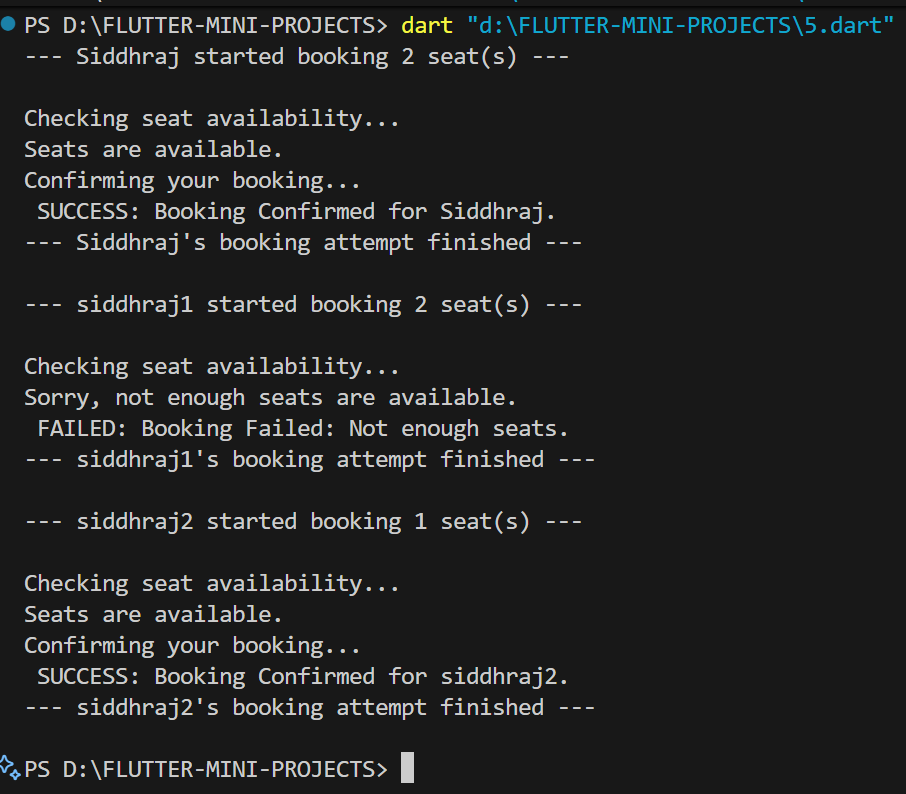 PS D:\FLUTTER-MINI-PROJECTS> dart "d:\FLUTTER-MINI-PROJECTS\5.dart"
--- Siddhraj started booking 2 seat(s) ---
Checking seat availability...
Seats are available.
Confirming your booking...
SUCCESS: Booking Confirmed for Siddhraj.
--- Siddhraj's booking attempt finished ---
--- siddhraj1 started booking 2 seat(s) ---
Checking seat availability...
Sorry, not enough seats are available.
FAILED: Booking Failed: Not enough seats.
--- siddhraj1's booking attempt finished ---
--- siddhraj2 started booking 1 seat(s) ---
Checking seat availability...
Seats are available.
Confirming your booking...
SUCCESS: Booking Confirmed for siddhraj2.
--- siddhraj2's booking attempt finished ---
PS D:\FLUTTER-MINI-PROJECTS>